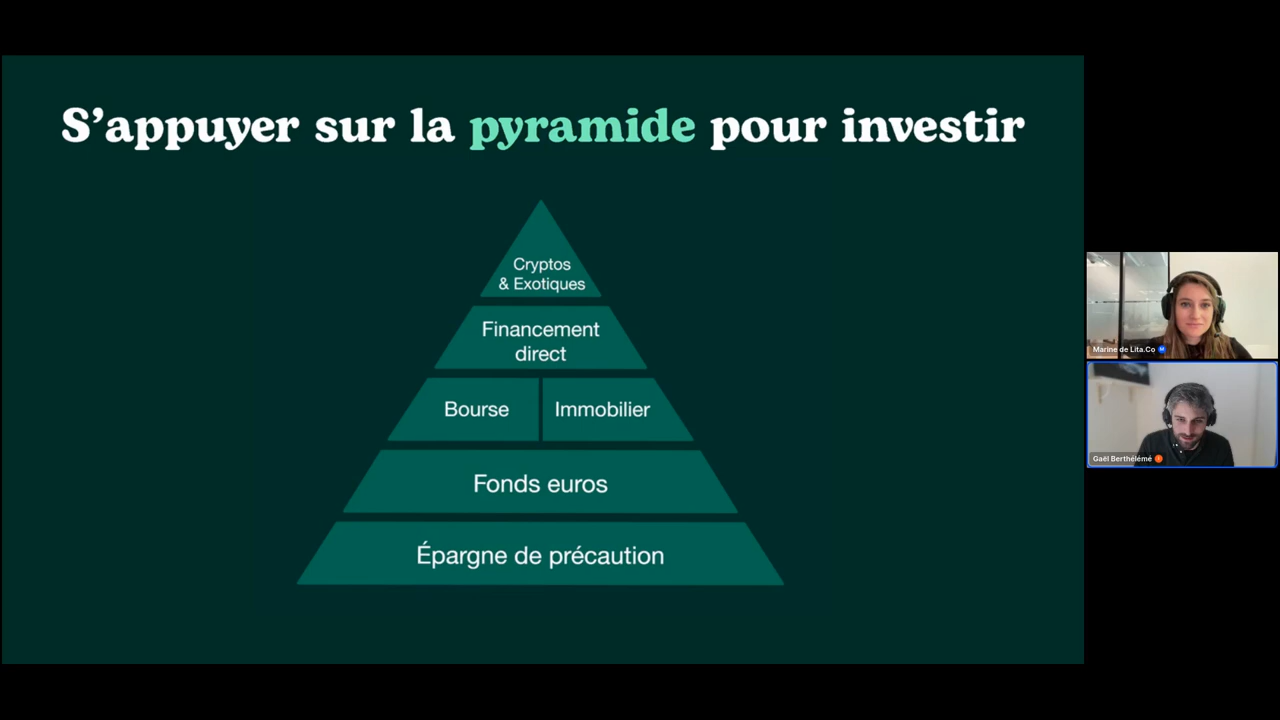 S’appuyer sur la pyramide pour investir
Cryptos
& Exotiques
Financement
direct
Bourse
Immobilier
Fonds euros
Épargne de précaution
Marine de Lita.Co
Gaël Berthélémé